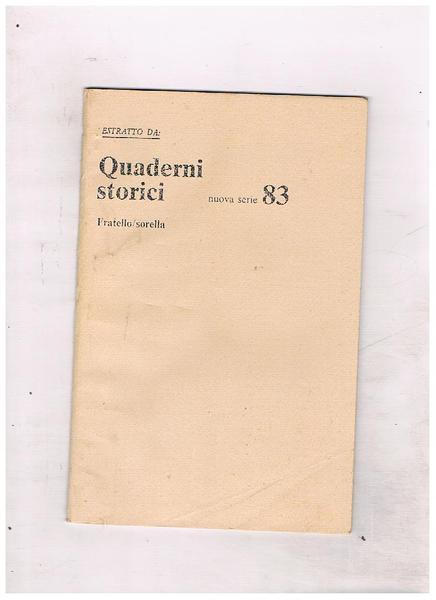 ESTRATTO DA:
Quaderni
storici nuova serie 83
Fratello/sorella